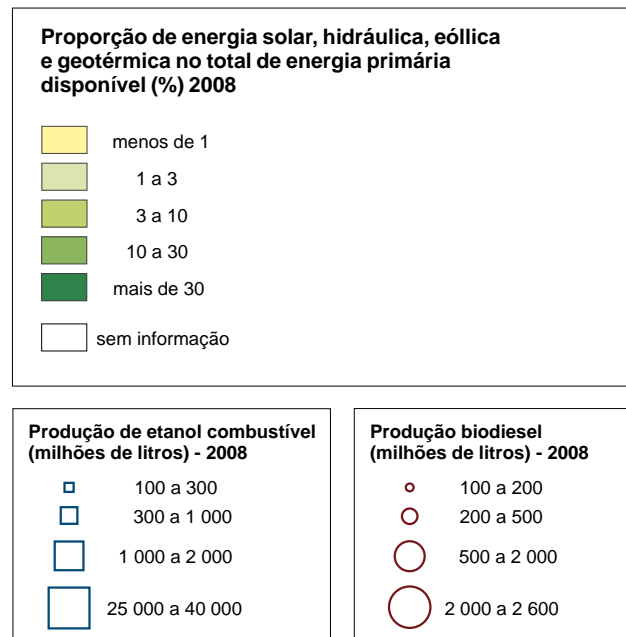 Proporção de energia solar, hidráulica, eóllica
e geotérmica no total de energia primária
disponível (%) 2008
menos de 1
1 a 3
3 a 10
10 a 30
mais de 30
sem informação
Produção de etanol combustível
(milhões de litros) - 2008
100 a 300
300 a 1 000
1 000 a 2 000
25 000 a 40 000
Produção biodiesel
(milhões de litros) - 2008
100 a 200
200 a 500
500 a 2 000
2 000 a 2 600